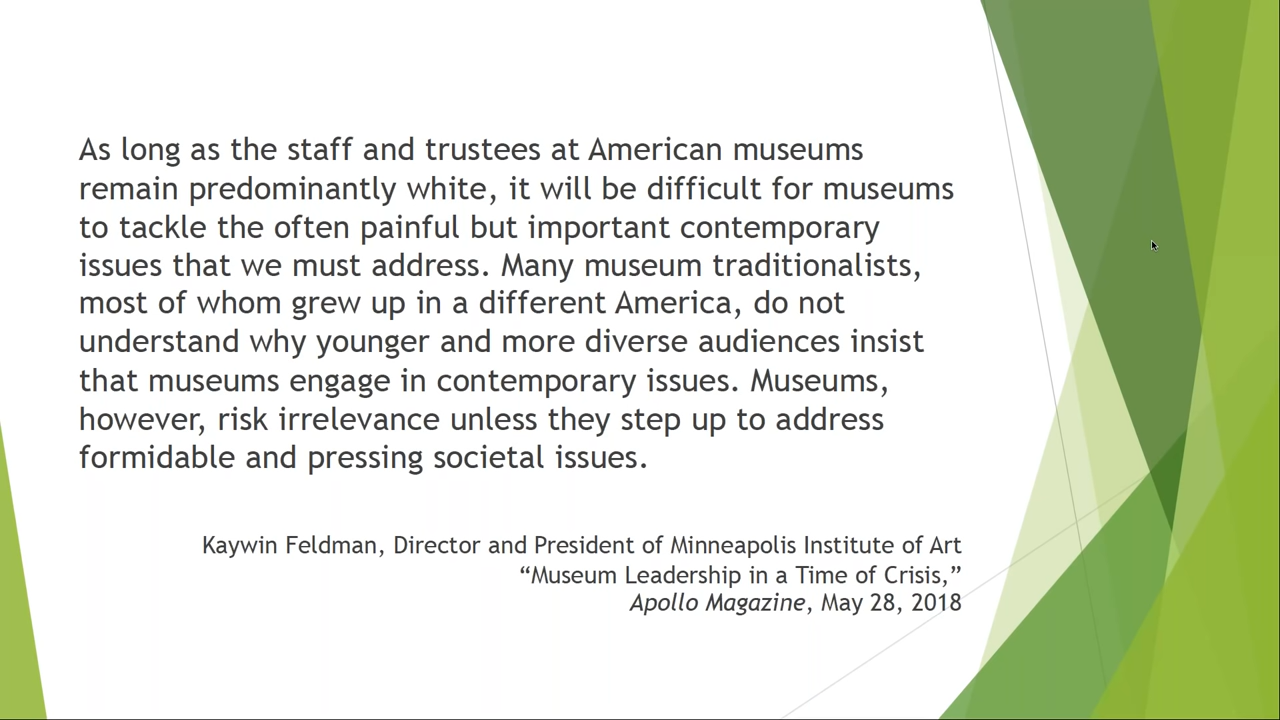 As long as the staff and trustees at American museums
remain predominantly white, it will be difficult for museums
to tackle the often painful but important contemporary
issues that we must address. Many museum traditionalists,
most of whom grew up in a different America, do not
understand why younger and more diverse audiences insist
that museums engage in contemporary issues. Museums,
however, risk irrelevance unless they step up to address
formidable and pressing societal issues.
Kaywin Feldman, Director and President of Minneapolis Institute of Art
“Museum Leadership in a Time of Crisis,”
Apollo Magazine, May 28, 2018